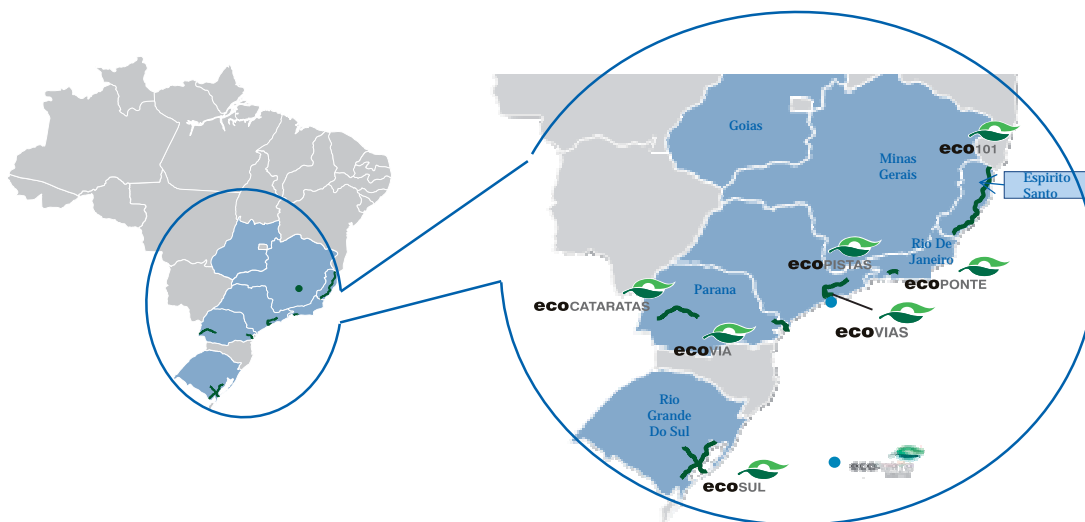 Goias
eco101
Minas
Gerais
Espirito
Santo
Rio De
Janeiro
ecoPISTAS
ecoPONTE
Parana
ecoCATARATAS
ecoVIAS
ecoVIA
Rio
Grande
Do Sul
ecoSUL